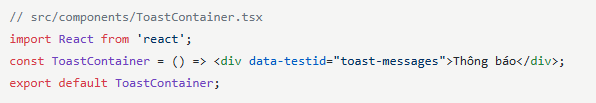 // src/components/ToastContainer.tsx
import React from 'react';
const ToastContainer = () => <div data-testid="toast-messages">Thông báo</div>;
export default ToastContainer;